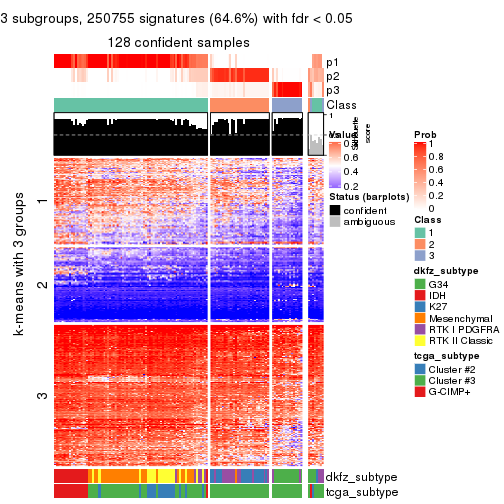 3 subgroups, 250755 signatures (64.6%) with fdr < 0.05
128 confident samples
p1
p2
p3
Class
1
Silhouette
score
Value
0.8
0.6
0.4
0.2
Status (barplots)
confident
ambiguous
Prob
1
0.8
0.6
0.4
0.2
0
Class
1
2
3
dkfz_subtype
G34
IDH
K27
Mesenchymal
RTK I PDGFRA
RTK II Classic
tcga_subtype
Cluster #2
Cluster #3
G-CIMP+
k-means with 3 groups
1
2
3
dkfz_subtype
tcga_subtype